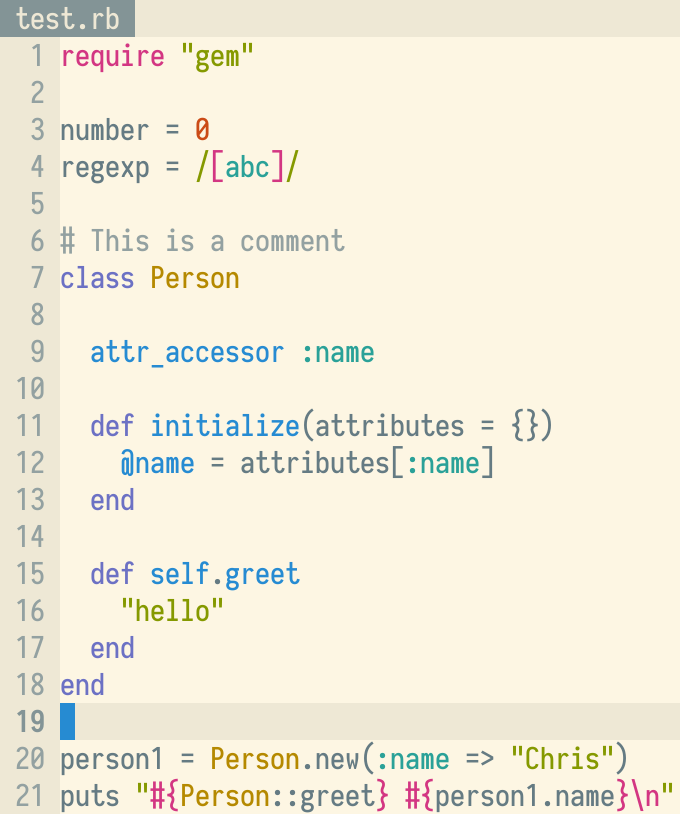 test.rb
1 require "gem"
2
3 number = 0
4 regexp = /[abc]/
5
6 # This is a comment
7 class Person
8
9   attr_accessor :name
10
11   def initialize(attributes = {})
12     @name = attributes[:name]
13   end
14
15   def self.greet
16     "hello"
17   end
18 end
19
20 person1 = Person.new(:name => "Chris")
21 puts "#{Person::greet} #{person1.name}\n"